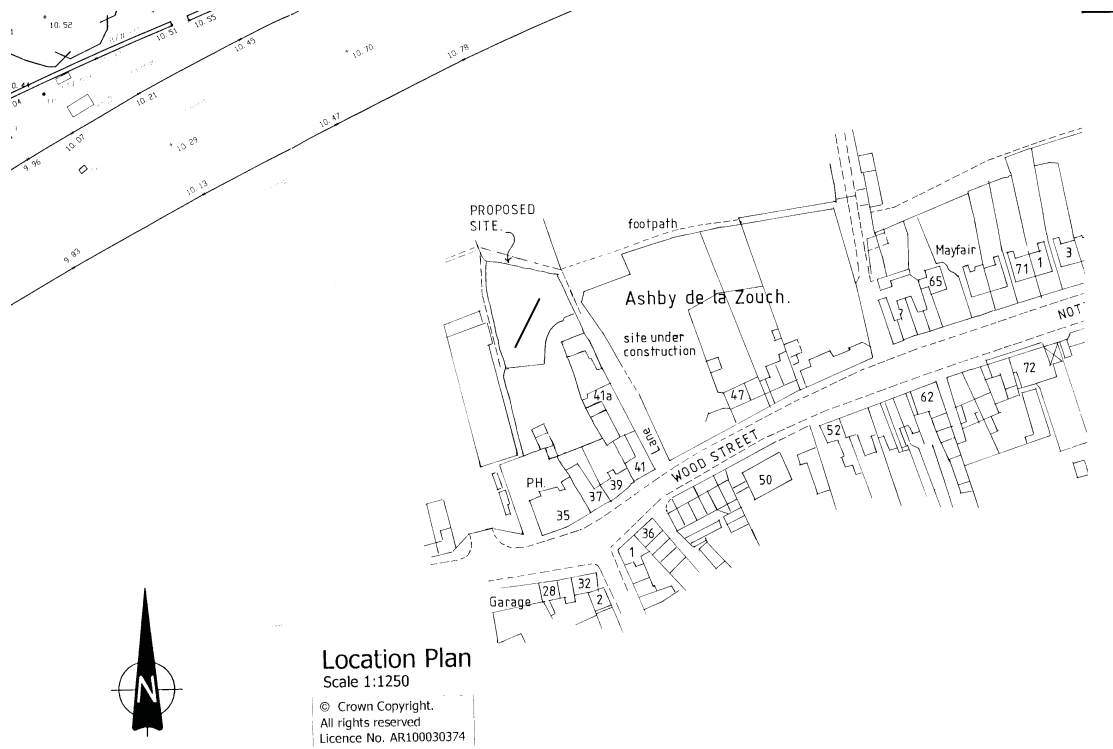 10.52
10.51
10.55
10.45
10.70
10.78
04
10.21
10.07
9.96
10.29
10.47
10.13
9.83
PROPOSED
SITE.
footpath
Mayfair
Ashby de la Zouch.
site under
construction
65
71
1
3
?
NOT
72
62
52
47
41a
Lane
WOOD STREET
50
41
39
37
PH.
35
36
1
28
32
2
Garage
N
Location Plan
Scale 1:1250
© Crown Copyright.
All rights reserved
Licence No. AR100030374